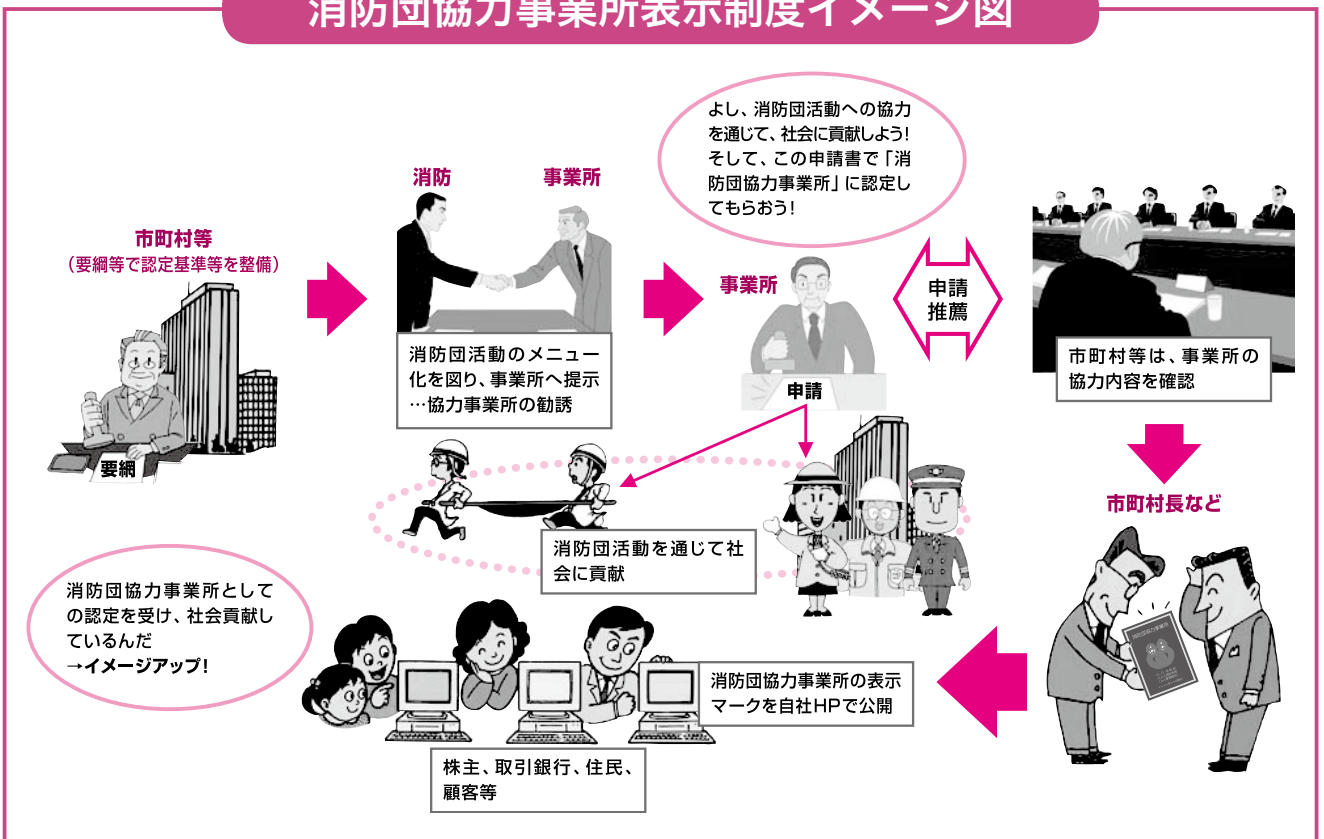 消防団協力事業所表示制度イメージ図
市町村等
（要綱等で認定基準等を整備）
要綱
消防
事業所
消防団活動のメニュー
化を図り、事業所へ提示
…協力事業所の勧誘
よし、消防団活動への協力
を通じて、社会に貢献しよう！
そして、この申請書で「消
防団協力事業所」に認定し
てもらおう！
事業所
申請
申請
推薦
市町村等は、事業所の
協力内容を確認
消防団活動を通じて社
会に貢献
市町村長など
消防団協力事業所
消防団協力事業所の表示
マークを自社HPで公開
株主、取引銀行、住民、
顧客等
消防団協力事業所として
の認定を受け、社会貢献し
ているんだ
→イメージアップ！